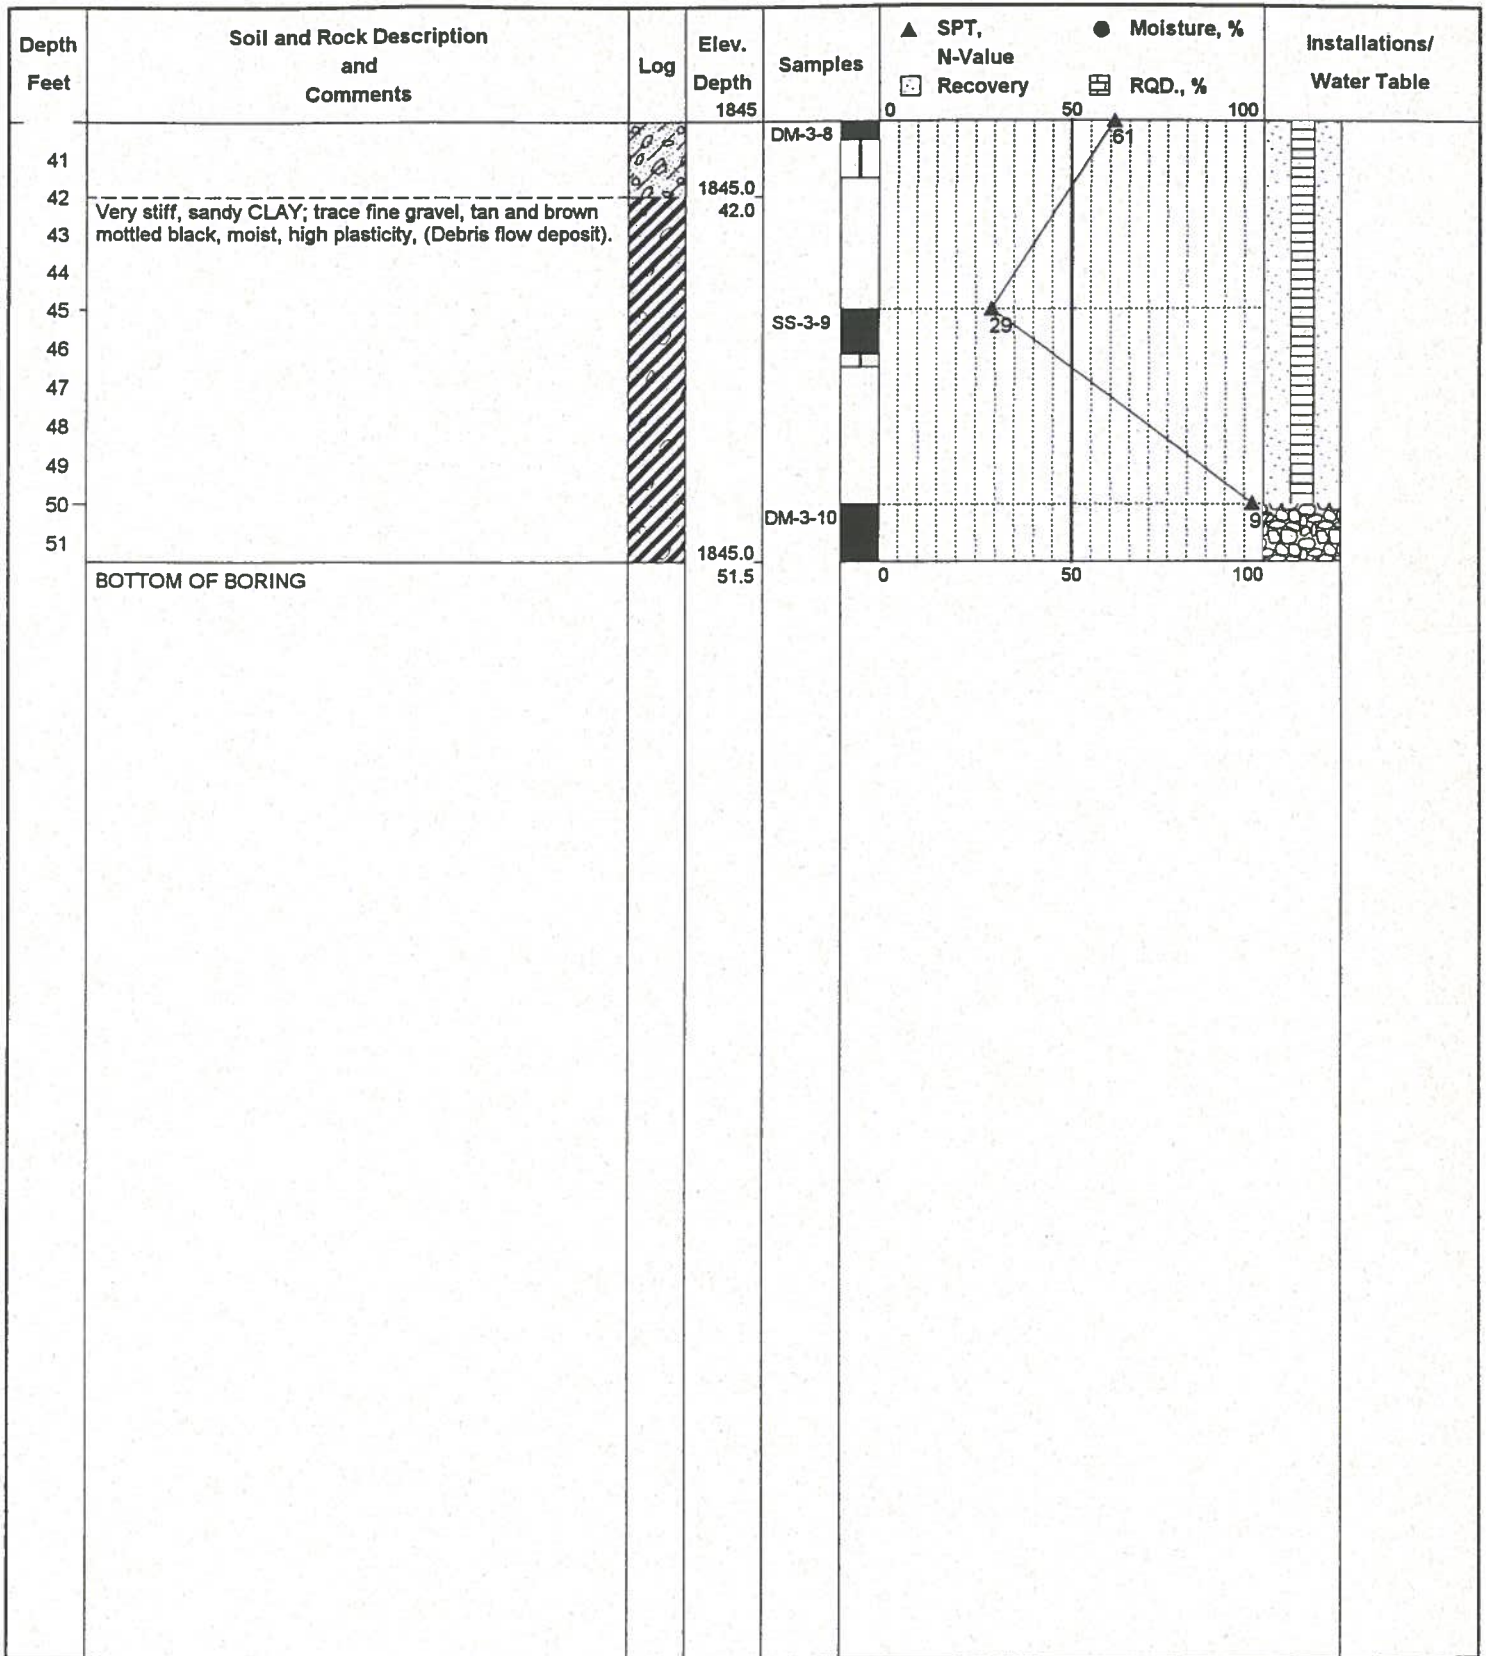 Depth
Feet
Soil and Rock Description
and
Comments
Log
Elev.
Depth
1845
Samples
SPT,
N-Value
Moisture, %
Recovery
RQD., %
0 50 100
Installations/
Water Table
DM-3-8
61
41
1845.0
42
42.0
Very stiff, sandy CLAY; trace fine gravel, tan and brown
mottled black, moist, high plasticity, (Debris flow deposit).
43
44
45
SS-3-9
29
46
47
48
49
50
DM-3-10
9
51
1845.0
51.5
BOTTOM OF BORING
0 50 100